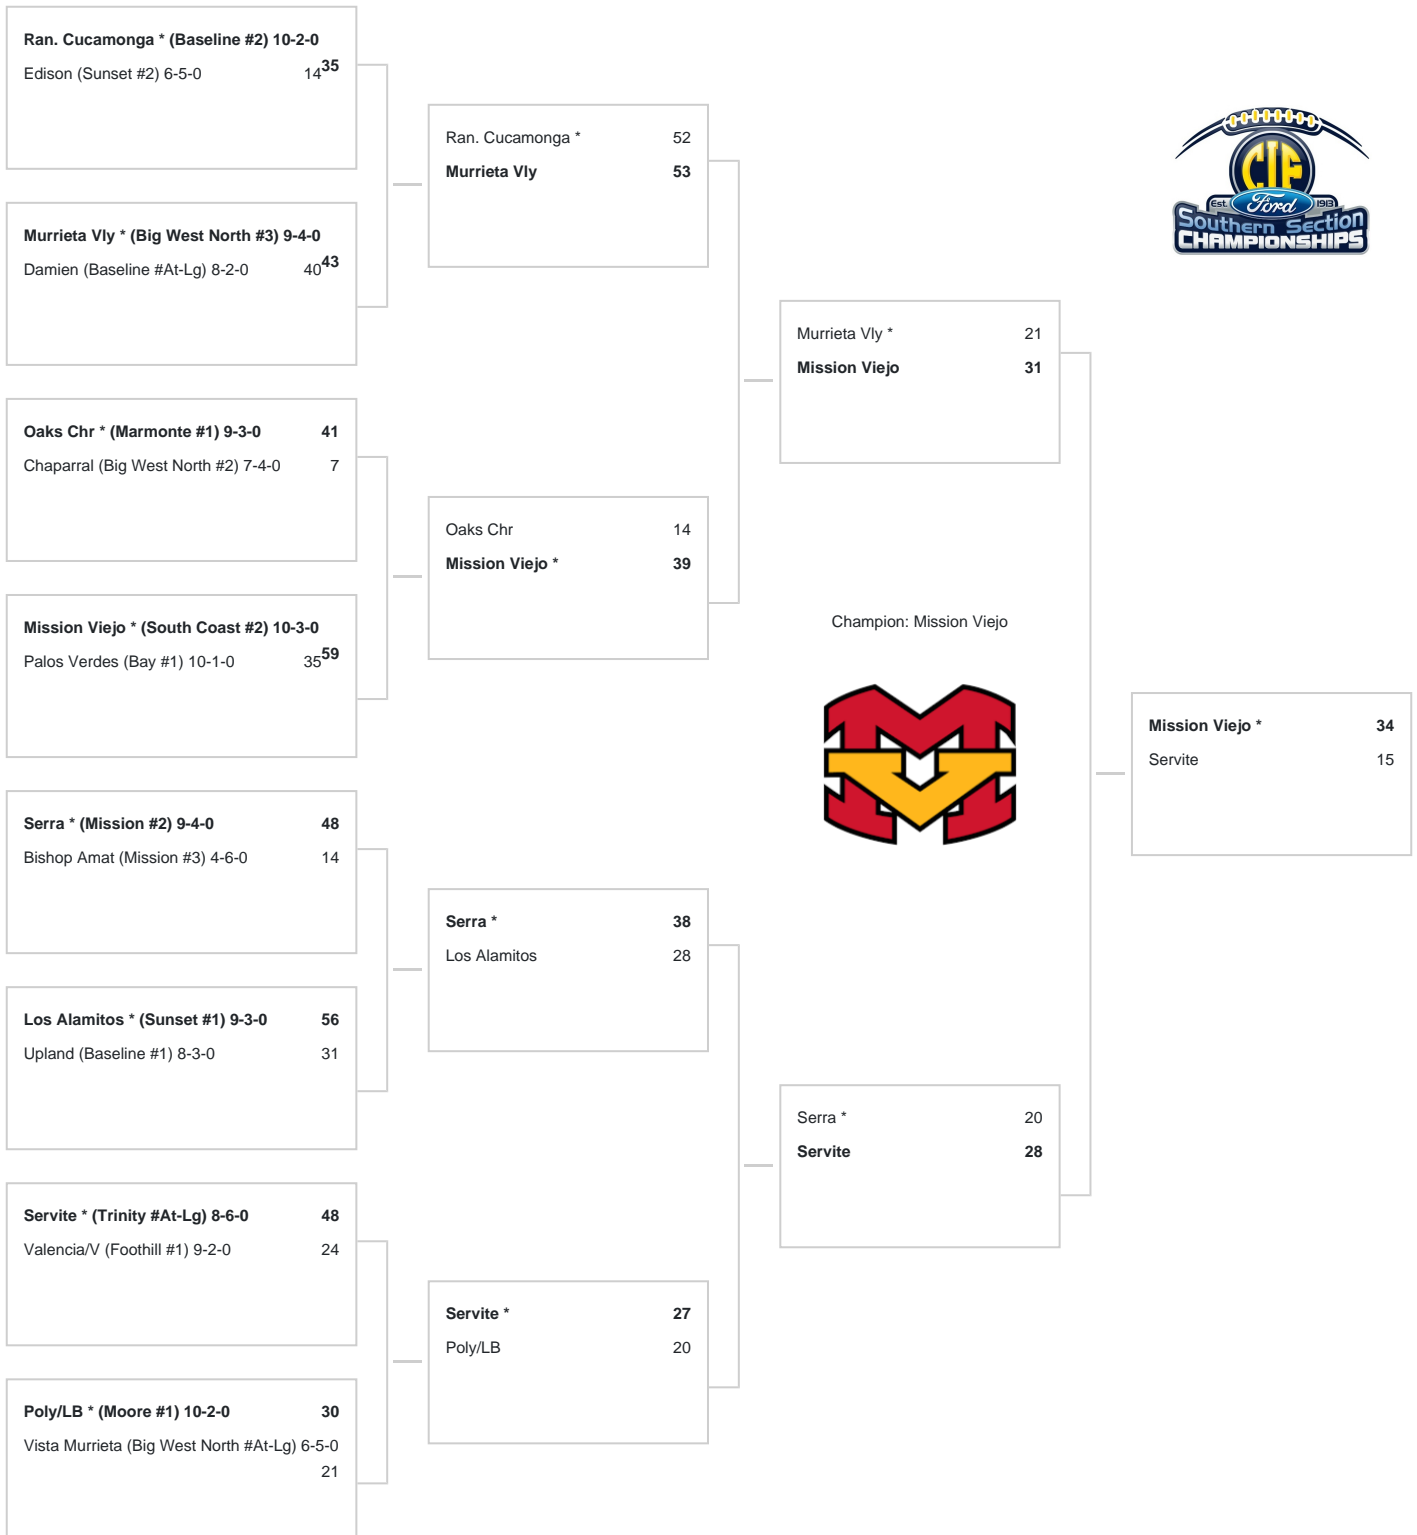 Ran. Cucamonga * (Baseline #2) 10-2-0
35
Edison (Sunset #2) 6-5-0 14
Murrieta Vly * (Big West North #3) 9-4-0
43
Damien (Baseline #At-Lg) 8-2-0 40
Oaks Chr * (Marmonte #1) 9-3-0 41
Chaparral (Big West North #2) 7-4-0 7
Mission Viejo * (South Coast #2) 10-3-0
59
Palos Verdes (Bay #1) 10-1-0 35
Serra * (Mission #2) 9-4-0 48
Bishop Amat (Mission #3) 4-6-0 14
Los Alamitos * (Sunset #1) 9-3-0 56
Upland (Baseline #1) 8-3-0 31
Servite * (Trinity #At-Lg) 8-6-0 48
Valencia/V (Foothill #1) 9-2-0 24
Poly/LB * (Moore #1) 10-2-0 30
Vista Murrieta (Big West North #At-Lg) 6-5-0
21
Ran. Cucamonga * 52
Murrieta Vly 53
Oaks Chr 14
Mission Viejo * 39
Serra * 38
Los Alamitos 28
Servite * 27
Poly/LB 20
Murrieta Vly * 21
Mission Viejo 31
Serra * 20
Servite 28
Champion: Mission Viejo
MV
Mission Viejo * 34
Servite 15
CIF
Est. Ford 1913
Southern Section
CHAMPIONSHIPS